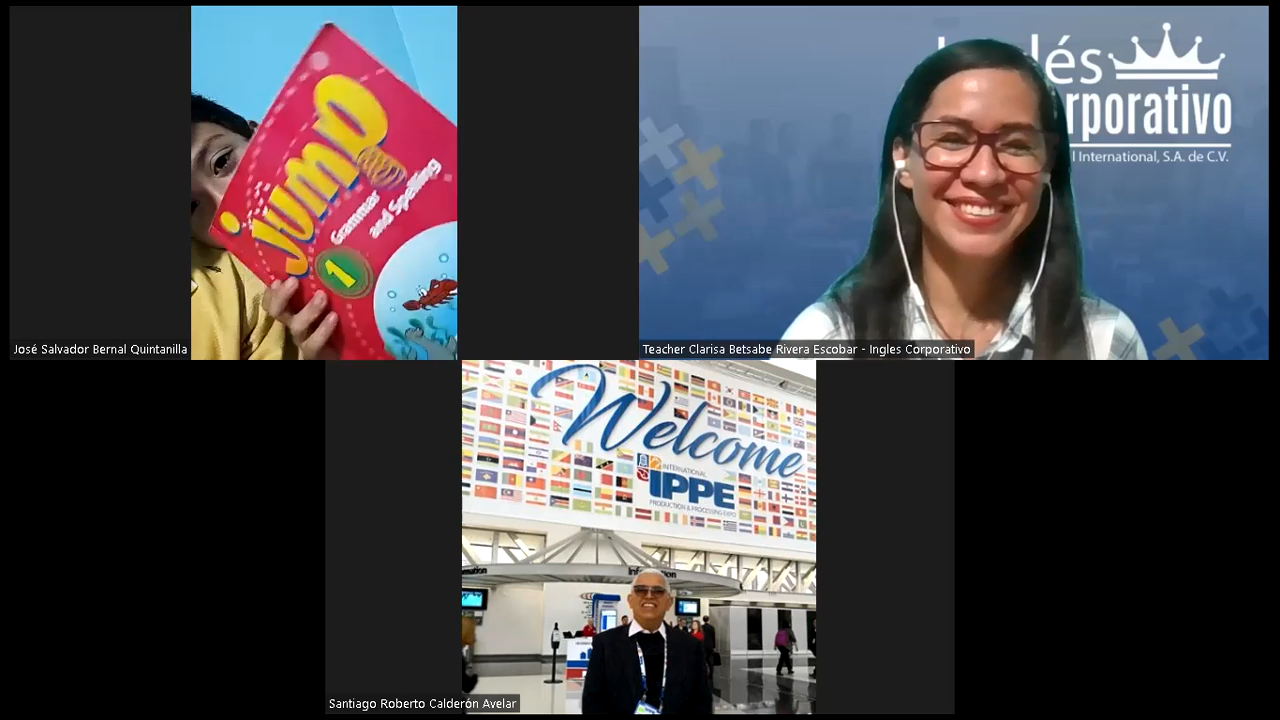 jump
Grammar
and Spelling
1
José Salvador Bernal Quintanilla
lés
rporativo
l International, S.A. de C.V.
Teacher Clarisa Betsabe Rivera Escobar - Ingles Corporativo
Welcome
INTERNATIONAL
IPPE
PRODUCTION & PROCESSING EXPO
Santiago Roberto Calderón Avelar